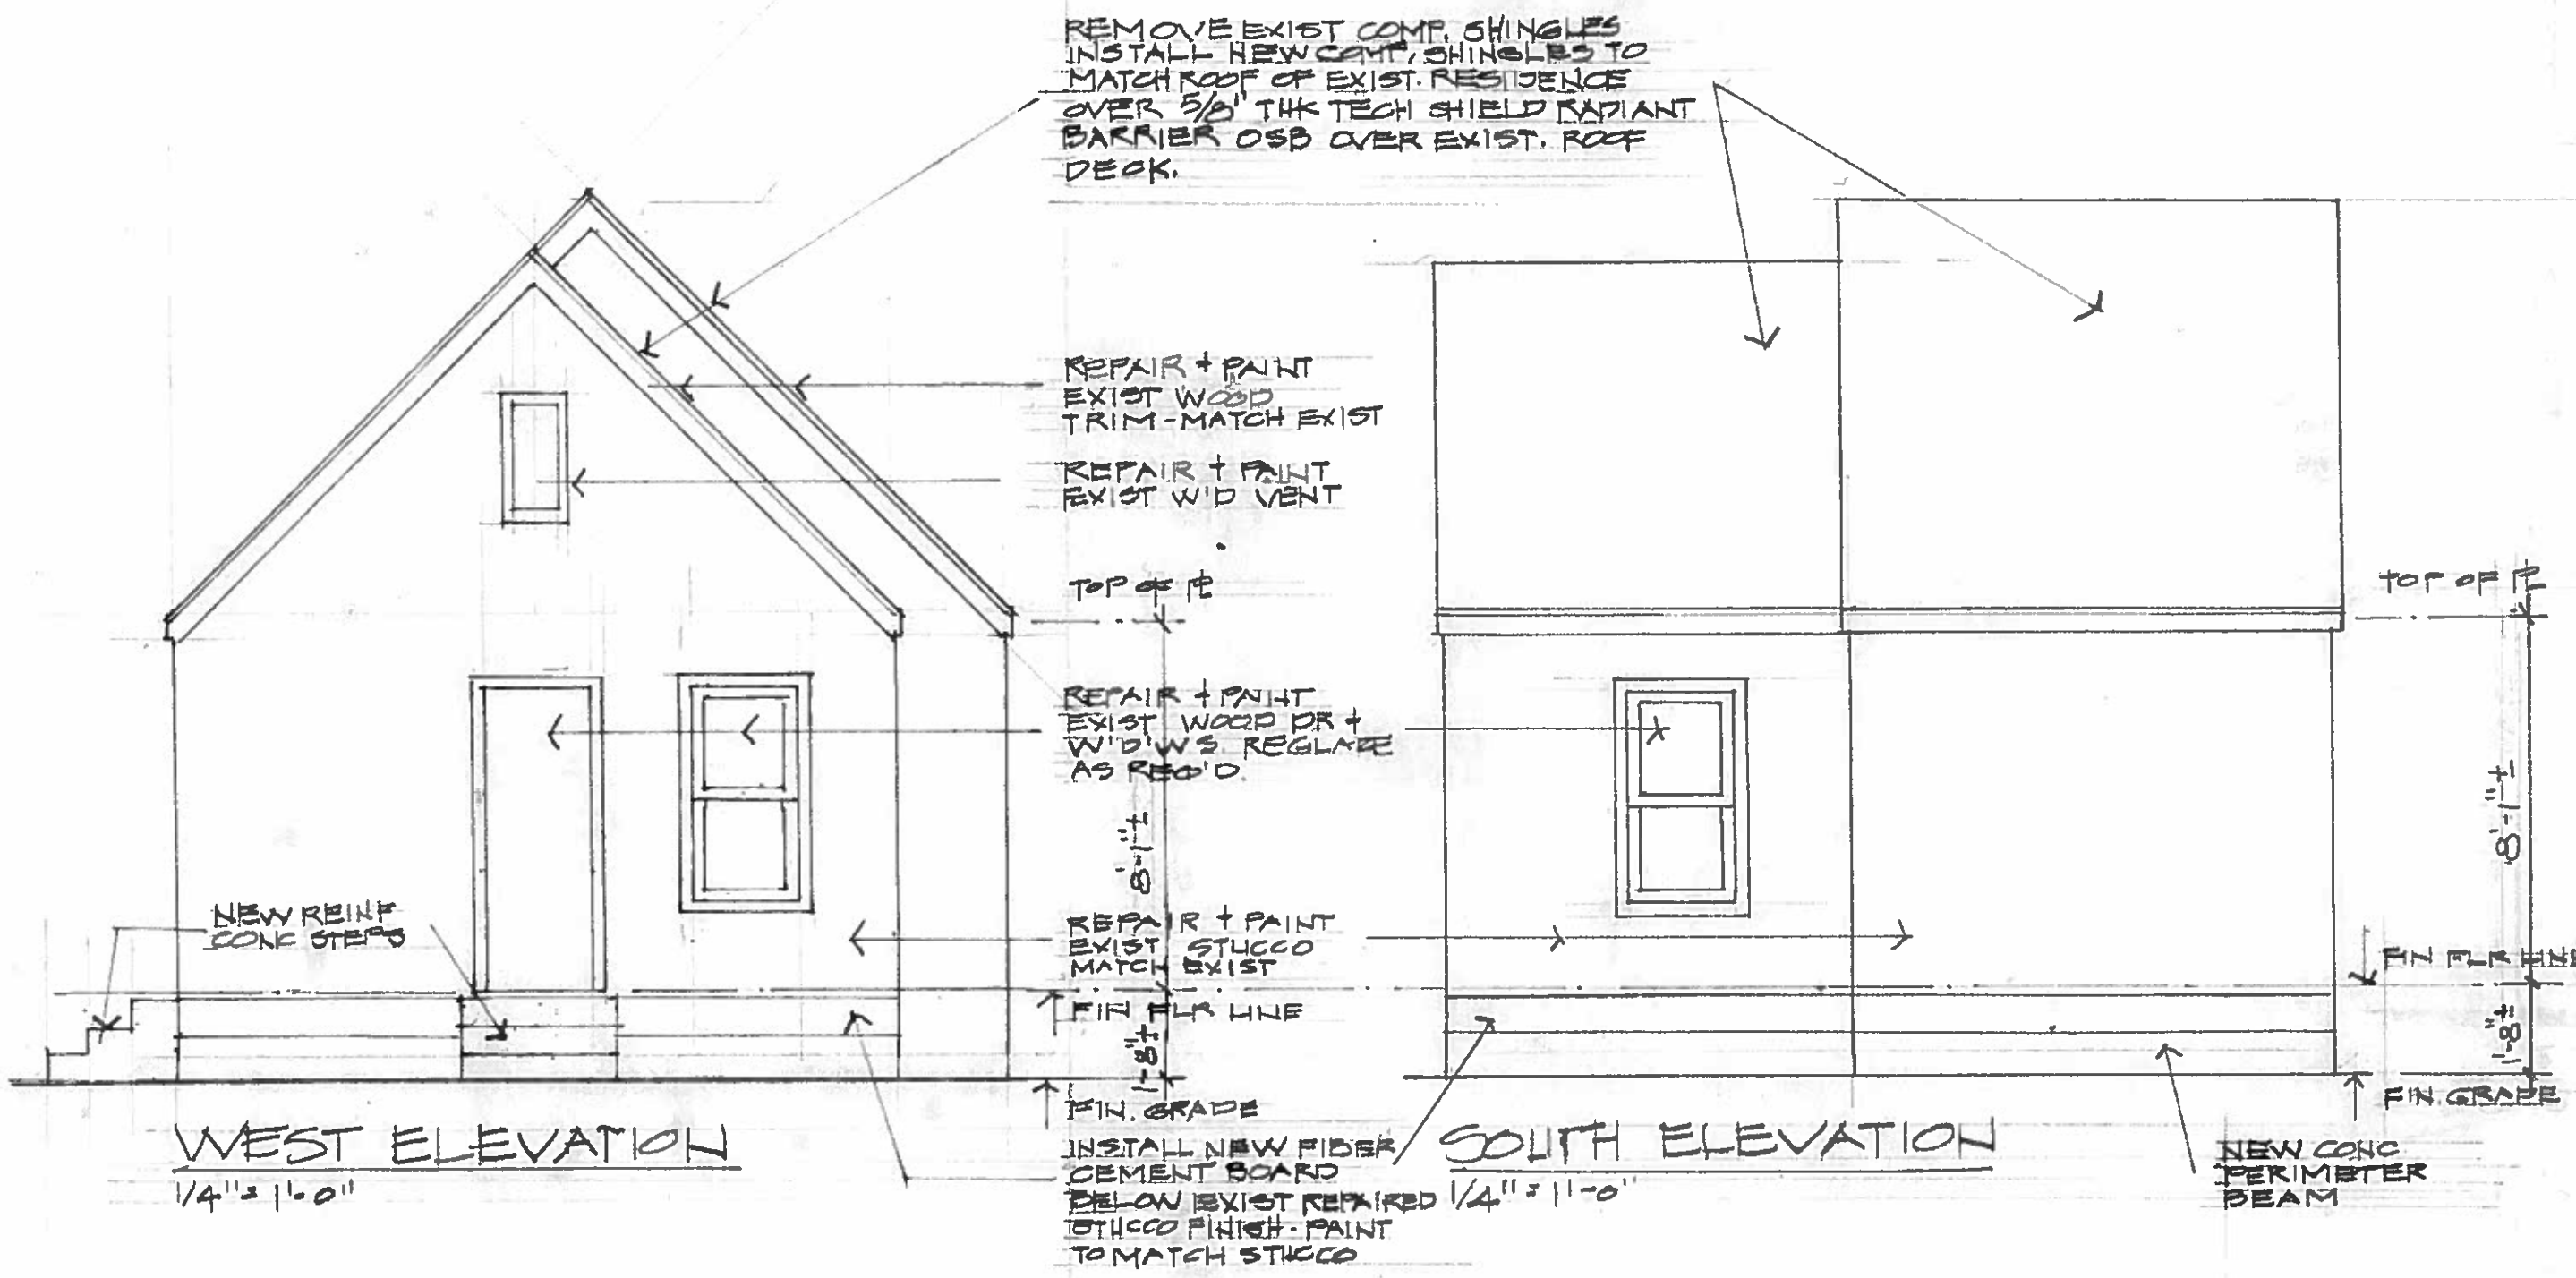 REMOVE EXIST COMP. SHINGLES
INSTALL NEW COMP. SHINGLES TO
MATCH ROOF OF EXIST. RESIDENCE
OVER 5/8" THK TECH SHIELD RADIANT
BARRIER OSB OVER EXIST. ROOF
DECK.
REPAIR + PAINT
EXIST WOOD
TRIM-MATCH EXIST
REPAIR + PAINT
EXIST W'D VENT
TOP OF PL
TOP OF PL
REPAIR + PAINT
EXIST WOOD DR +
W'D'WS. REGLAZE
AS REQ'D.
8'-1"±
8'-1"±
NEW REINF
CONC STEPS
REPAIR + PAINT
EXIST STUCCO
MATCH EXIST
FIN FLR LINE
FIN FLR LINE
1'-8"±
1'-8"±
FIN. GRADE
FIN. GRADE
WEST ELEVATION
1/4" = 1'-0"
INSTALL NEW FIBER
CEMENT BOARD
BELOW EXIST REPAIRED
STUCCO FINISH. PAINT
TO MATCH STUCCO
SOUTH ELEVATION
1/4" = 1'-0"
NEW CONC
PERIMETER
BEAM